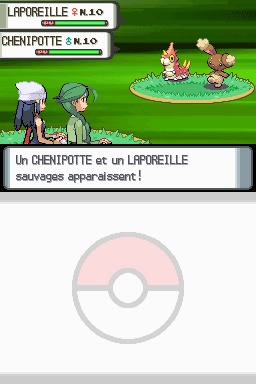 LAPOREILLE ♀ N.10
CHENIPOTTE ♂ N.10
Un CHENIPOTTE et un LAPOREILLE
sauvages apparaissent!